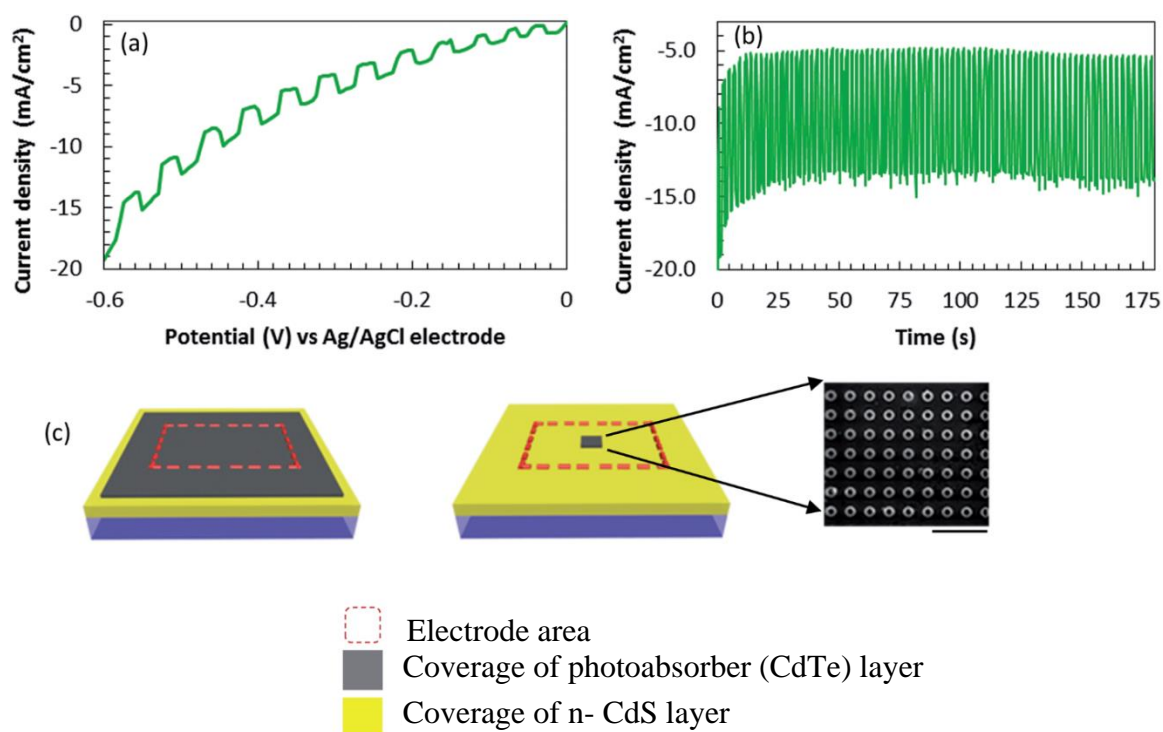 (a)
0
-5
-10
-15
-20
Current density (mA/cm²)
-0.6
-0.4
-0.2
0
Potential (V) vs Ag/AgCl electrode
(b)
-5.0
-10.0
-15.0
-20.0
Current density (mA/cm²)
0
25
50
75
100
125
150
175
Time (s)
(c)
Electrode area
Coverage of photoabsorber (CdTe) layer
Coverage of n- CdS layer